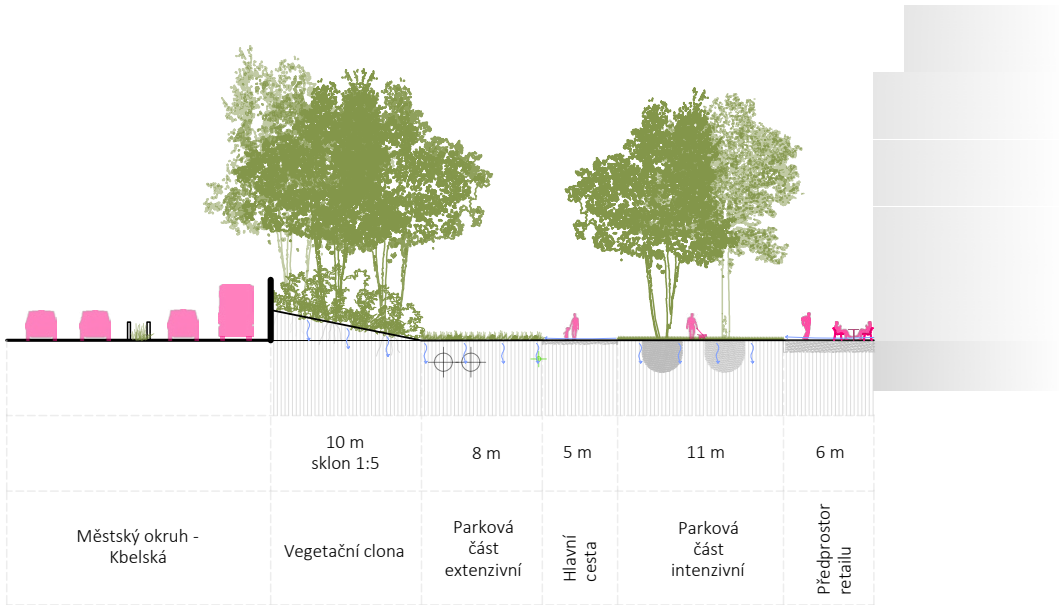 10 m
sklon 1:5
8 m
5 m
11 m
6 m
Městský okruh -
Kbelská
Vegetační clona
Parková
část
extenzivní
Hlavní
cesta
Parková
část
intenzivní
Předprostor
retailu